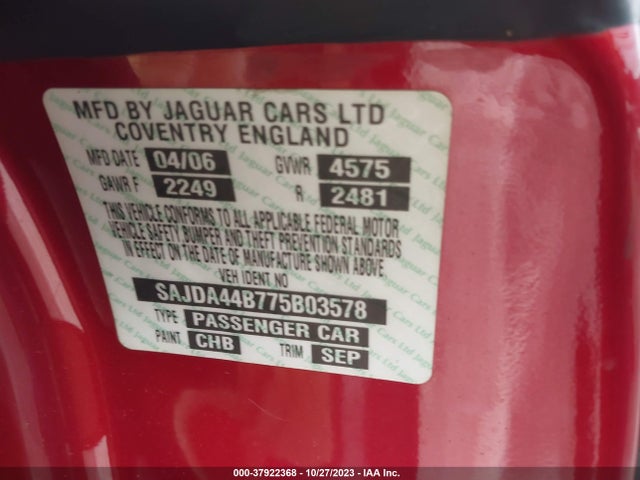 MFD BY JAGUAR CARS LTD
COVENTRY ENGLAND
MFD DATE 04/06 GVWR 4575
GAWR F 2249 R 2481
THIS VEHICLE CONFORMS TO ALL APPLICABLE FEDERAL MOTOR
VEHICLE SAFETY, BUMPER AND THEFT PREVENTION STANDARDS
IN EFFECT ON THE DATE OF MANUFACTURE SHOWN ABOVE.
VEH IDENT NO
SAJDA44B775B03578
TYPE PASSENGER CAR
PAINT CHB TRIM SEP
000-37922368 - 10/27/2023 - IAA Inc.